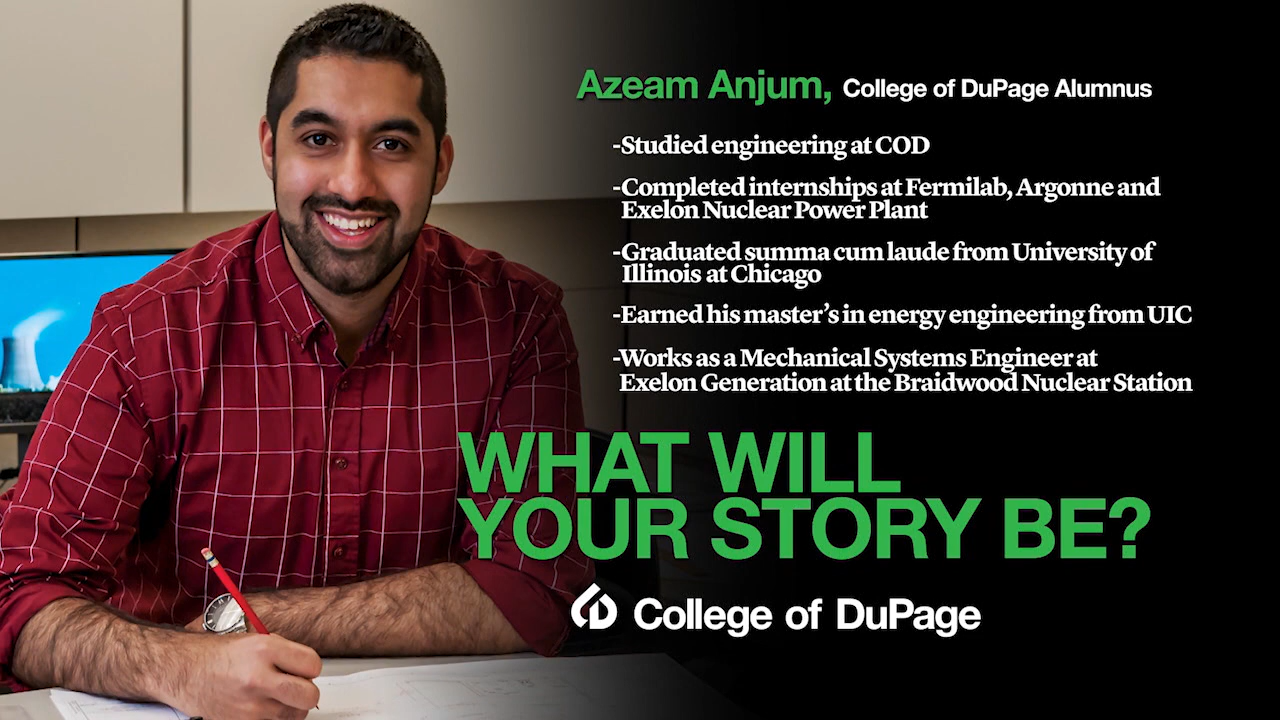 Azeam Anjum, College of DuPage Alumnus
-Studied engineering at COD
-Completed internships at Fermilab, Argonne and
Exelon Nuclear Power Plant
-Graduated summa cum laude from University of
Illinois at Chicago
-Earned his master's in energy engineering from UIC
-Works as a Mechanical Systems Engineer at
Exelon Generation at the Braidwood Nuclear Station
WHAT WILL
YOUR STORY BE?
College of DuPage